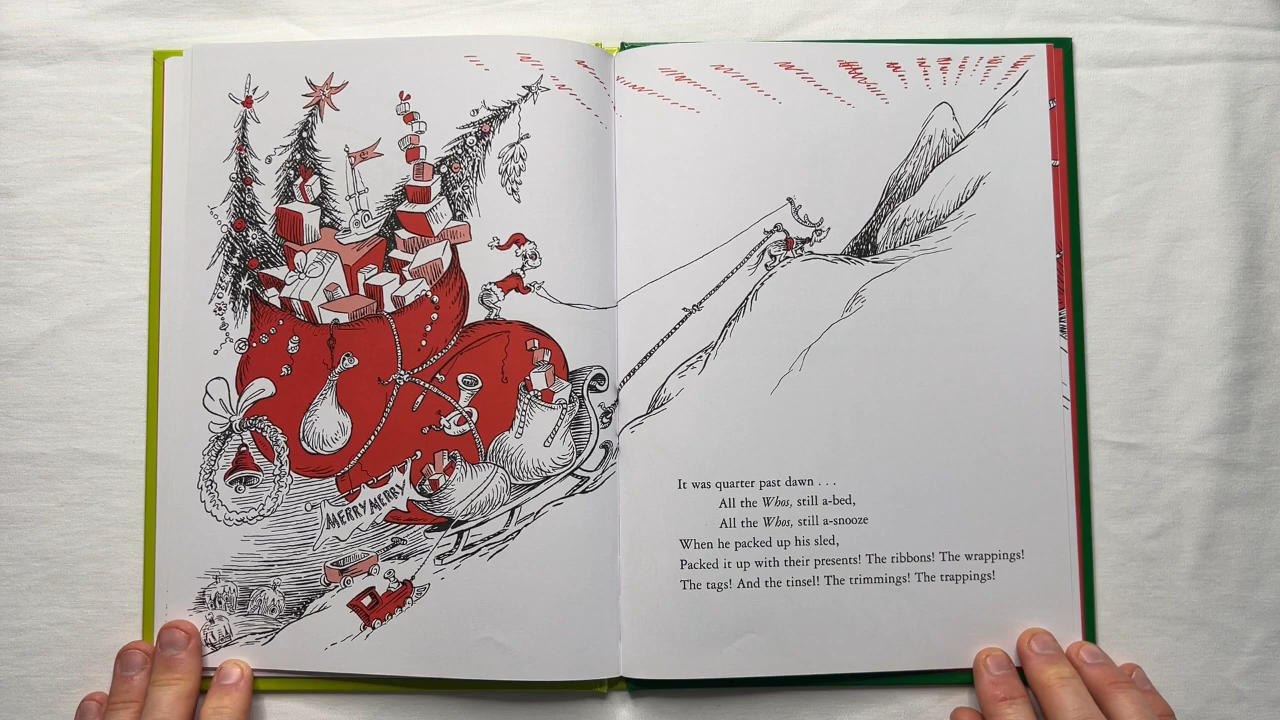 MERRY MERRY
It was quarter past dawn . . .
All the Whos, still a-bed,
All the Whos, still a-snooze
When he packed up his sled,
Packed it up with their presents! The ribbons! The wrappings!
The tags! And the tinsel! The trimmings! The trappings!